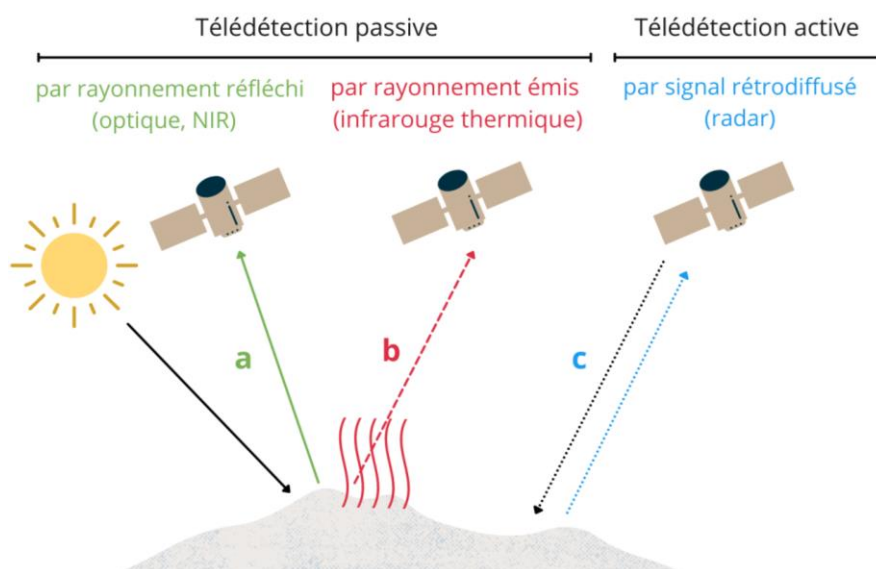 Télédétection passive
Télédétection active
par rayonnement réfléchi
(optique, NIR)
par rayonnement émis
(infrarouge thermique)
par signal rétrodiffusé
(radar)
a
b
c